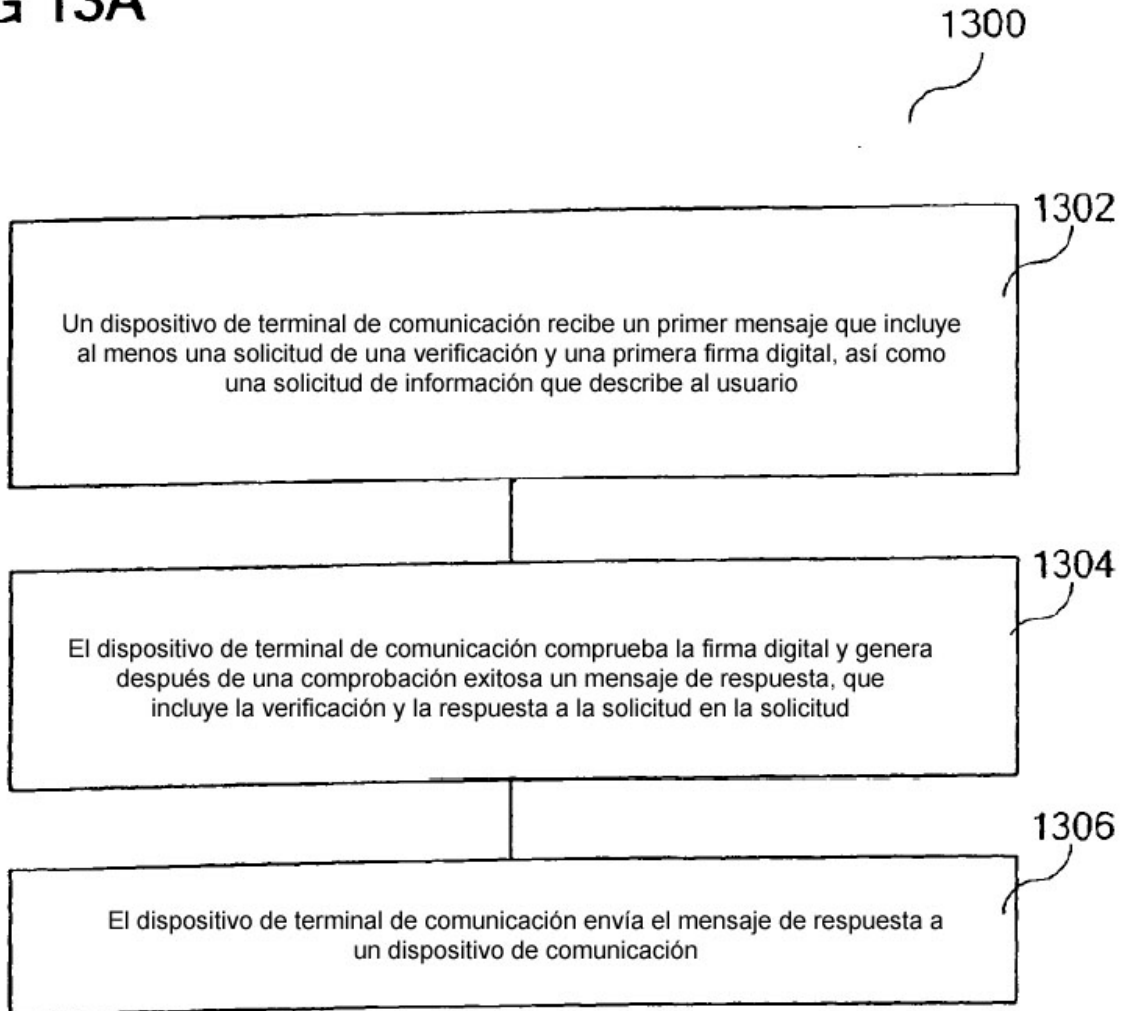 G 13A
1300
1302
Un dispositivo de terminal de comunicación recibe un primer mensaje que incluye
al menos una solicitud de una verificación y una primera firma digital, así como
una solicitud de información que describe al usuario
1304
El dispositivo de terminal de comunicación comprueba la firma digital y genera
después de una comprobación exitosa un mensaje de respuesta, que
incluye la verificación y la respuesta a la solicitud en la solicitud
1306
El dispositivo de terminal de comunicación envía el mensaje de respuesta a
un dispositivo de comunicación